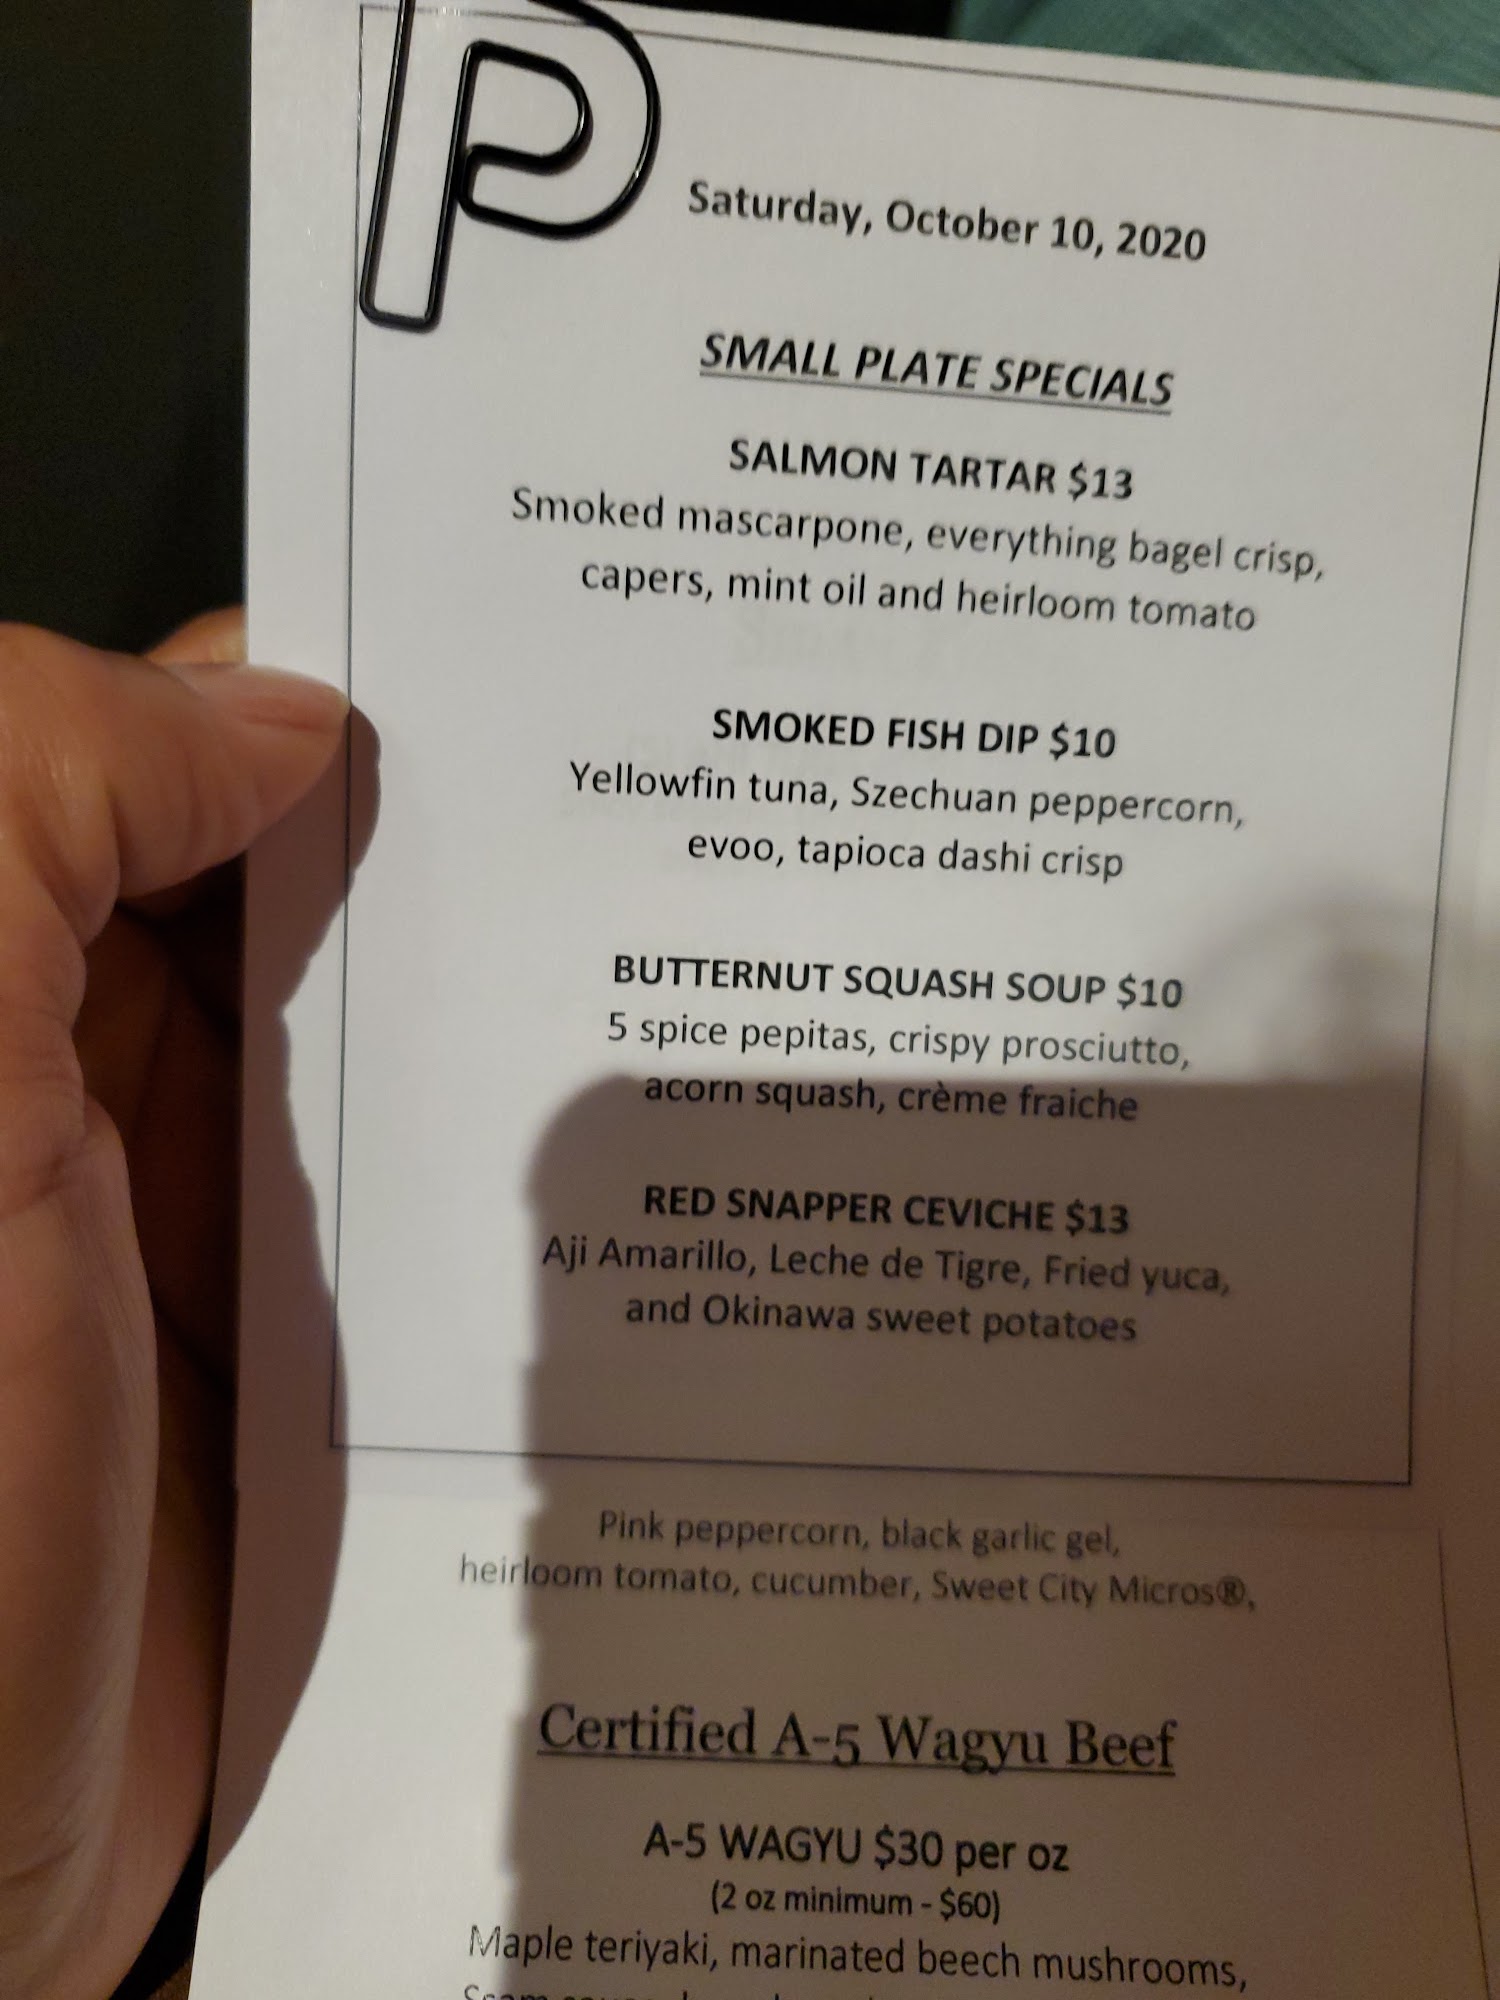 Saturday, October 10, 2020
SMALL PLATE SPECIALS
SALMON TARTAR $13
Smoked mascarpone, everything bagel crisp,
capers, mint oil and heirloom tomato
SMOKED FISH DIP $10
Yellowfin tuna, Szechuan peppercorn,
evoo, tapioca dashi crisp
BUTTERNUT SQUASH SOUP $10
5 spice pepitas, crispy prosciutto,
acorn squash, crème fraiche
RED SNAPPER CEVICHE $13
Aji Amarillo, Leche de Tigre, Fried yuca,
and Okinawa sweet potatoes
Pink peppercorn, black garlic gel,
heirloom tomato, cucumber, Sweet City Micros®,
Certified A-5 Wagyu Beef
A-5 WAGYU $30 per oz
(2 oz minimum - $60)
Maple teriyaki, marinated beech mushrooms,